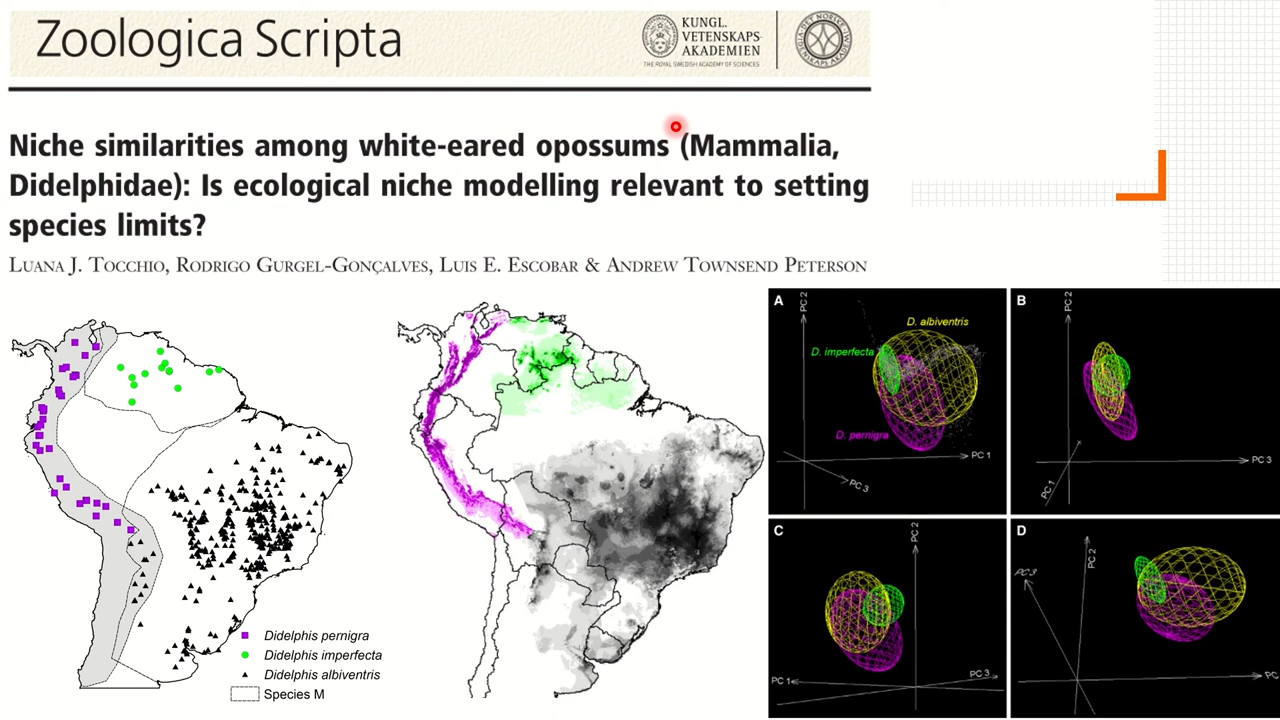 Zoologica Scripta
KUNGL.
VETENSKAPS-
AKADEMIEN
THE ROYAL SWEDISH ACADEMY OF SCIENCES
Niche similarities among white-eared opossums (Mammalia,
Didelphidae): Is ecological niche modelling relevant to setting
species limits?
LUANA J. TOCCHIO, RODRIGO GURGEL-GONÇALVES, LUIS E. ESCOBAR & ANDREW TOWNSEND PETERSON
Didelphis pernigra
Didelphis imperfecta
Didelphis albiventris
Species M
A
PC 2
D. albiventris
D. imperfecta
D. pernigra
PC 1
PC 3
B
PC 2
PC 3
PC 1
C
PC 2
PC 1
PC 3
D
PC 2
PC 3
PC